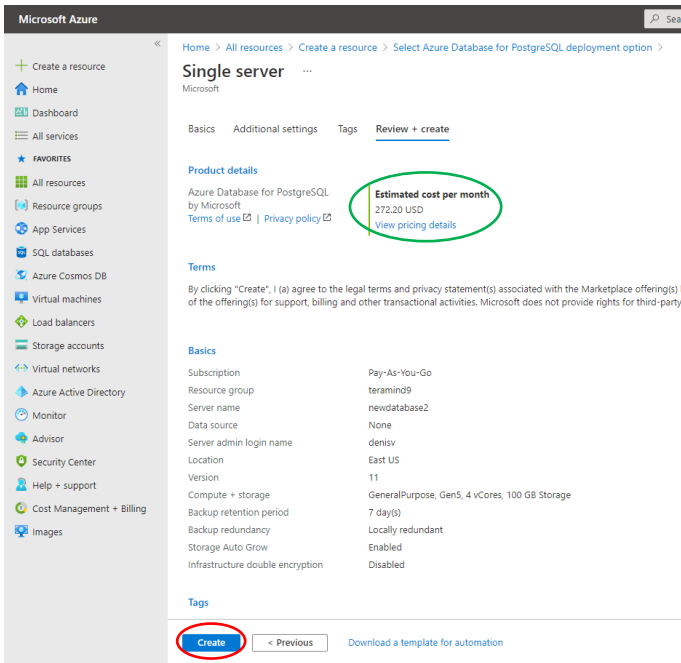 Microsoft Azure
Sea
«
Create a resource
Home
Dashboard
All services
FAVORITES
All resources
Resource groups
App Services
SQL databases
Azure Cosmos DB
Virtual machines
Load balancers
Storage accounts
Virtual networks
Azure Active Directory
Monitor
Advisor
Security Center
Help + support
Cost Management + Billing
Images
Home > All resources > Create a resource > Select Azure Database for PostgreSQL deployment option >
Single server ...
Microsoft
Basics Additional settings Tags Review + create
Product details
Azure Database for PostgreSQL
by Microsoft
Terms of use | Privacy policy
Estimated cost per month
272.20 USD
View pricing details
Terms
By clicking "Create", I (a) agree to the legal terms and privacy statement(s) associated with the Marketplace offering(s)
of the offering(s) for support, billing and other transactional activities. Microsoft does not provide rights for third-party
Basics
Subscription Pay-As-You-Go
Resource group teramind9
Server name newdatabase2
Data source None
Server admin login name denisv
Location East US
Version 11
Compute + storage GeneralPurpose, Gen5, 4 vCores, 100 GB Storage
Backup retention period 7 day(s)
Backup redundancy Locally redundant
Storage Auto Grow Enabled
Infrastructure double encryption Disabled
Tags
Create < Previous Download a template for automation